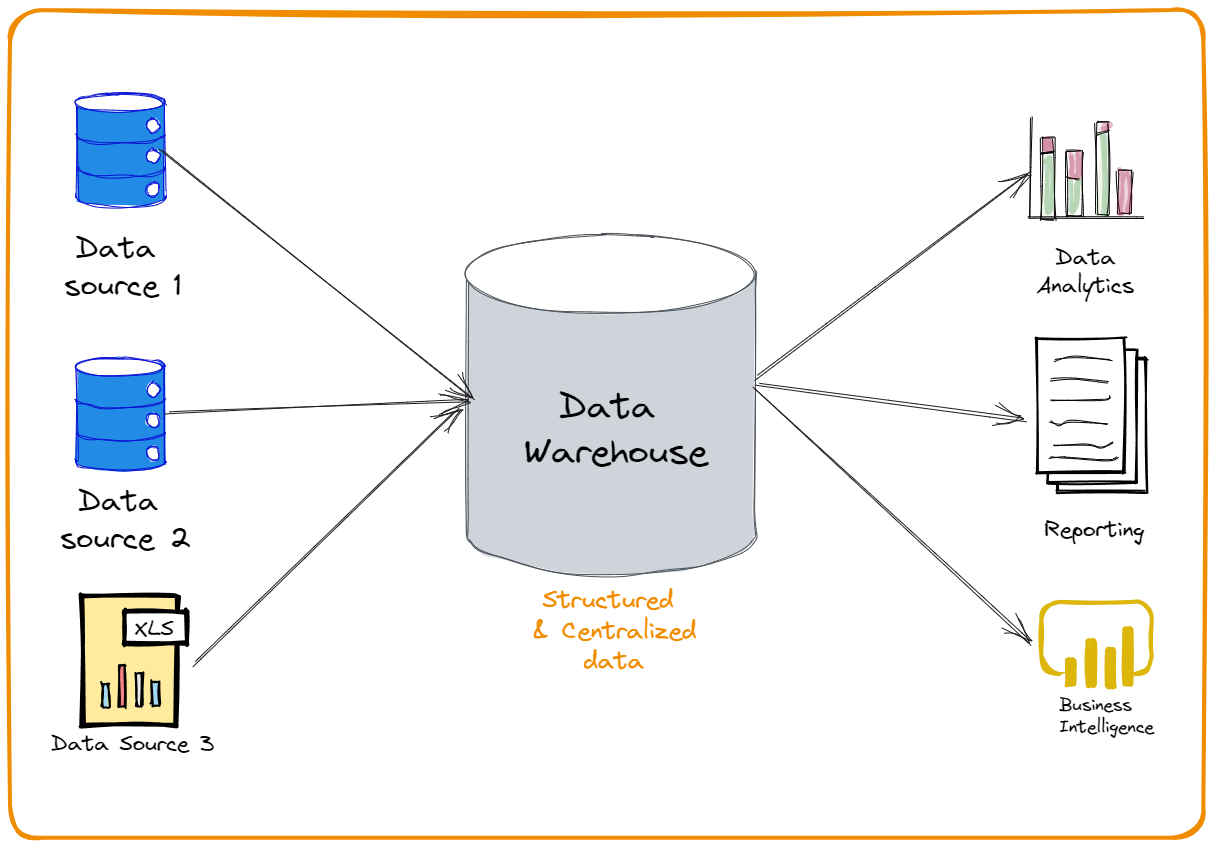 Data
source 1
Data
source 2
XLS
Data Source 3
Data
Warehouse
Structured
& Centralized
data
Data
Analytics
Reporting
Business
Intelligence